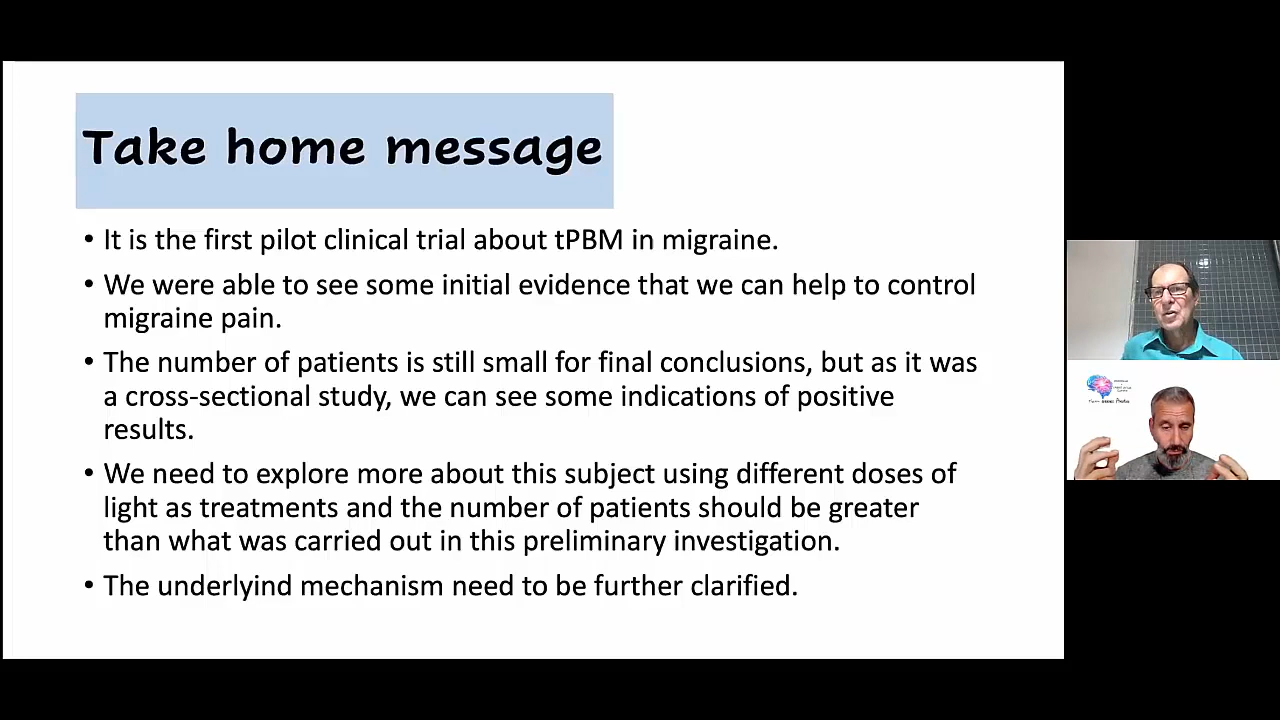 Take home message
• It is the first pilot clinical trial about tPBM in migraine.
• We were able to see some initial evidence that we can help to control
migraine pain.
• The number of patients is still small for final conclusions, but as it was
a cross-sectional study, we can see some indications of positive
results.
• We need to explore more about this subject using different doses of
light as treatments and the number of patients should be greater
than what was carried out in this preliminary investigation.
• The underlyind mechanism need to be further clarified.